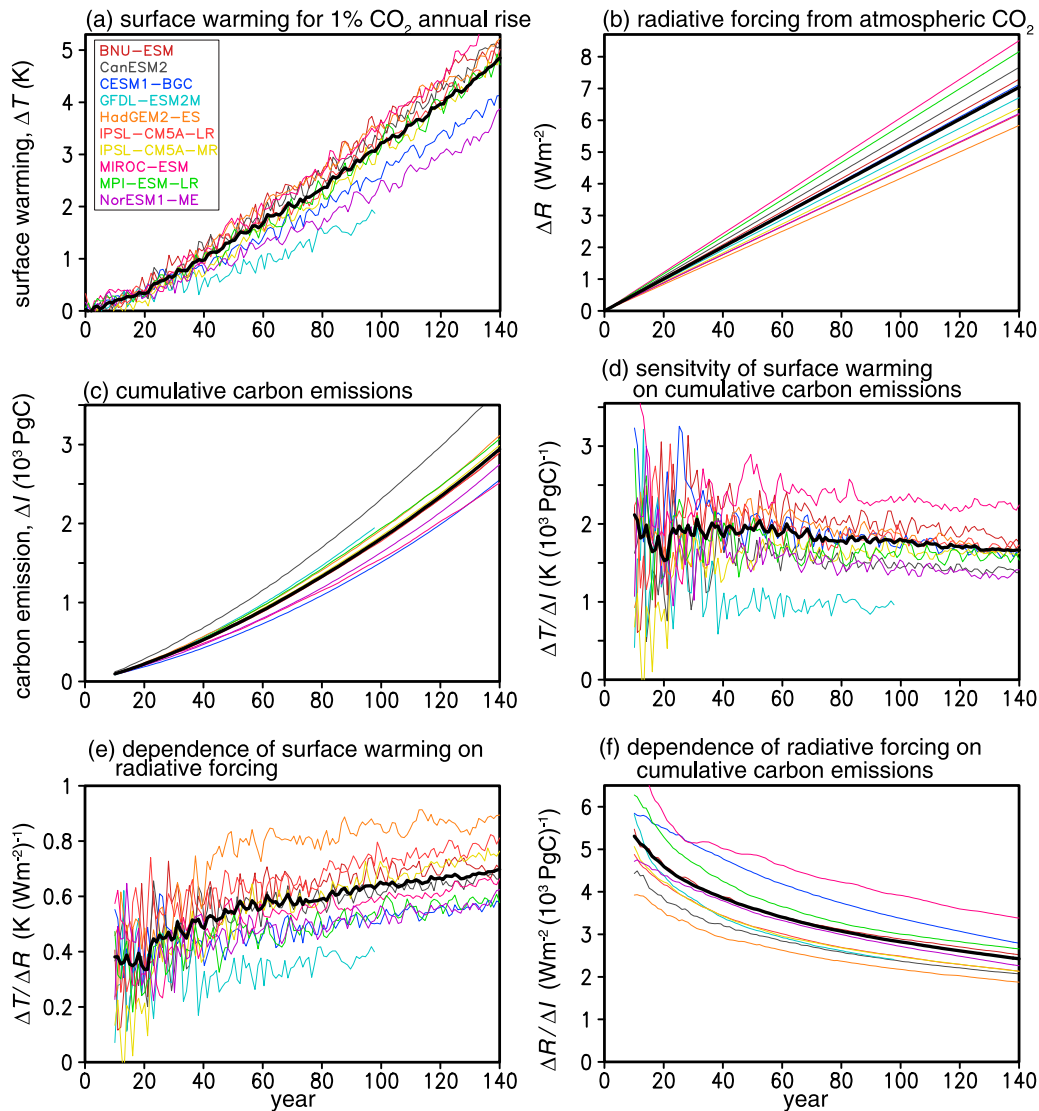 (a) surface warming for 1% CO₂ annual rise
surface warming, ΔT (K)
5
4
3
2
1
0
BNU−ESM
CanESM2
CESM1−BGC
GFDL−ESM2M
HadGEM2−ES
IPSL−CM5A−LR
IPSL−CM5A−MR
MIROC−ESM
MPI−ESM−LR
NorESM1−ME
0 20 40 60 80 100 120 140
(b) radiative forcing from atmospheric CO₂
ΔR (Wm⁻²)
8
7
6
5
4
3
2
1
0
0 20 40 60 80 100 120 140
(c) cumulative carbon emissions
carbon emission, ΔI (10³ PgC)
3
2
1
0
0 20 40 60 80 100 120 140
(d) sensitivity of surface warming
on cumulative carbon emissions
ΔT/ΔI (K (10³ PgC)⁻¹)
3
2
1
0
0 20 40 60 80 100 120 140
(e) dependence of surface warming on
radiative forcing
ΔT/ΔR (K (Wm⁻²)⁻¹)
1
0.8
0.6
0.4
0.2
0
0 20 40 60 80 100 120 140
year
(f) dependence of radiative forcing on
cumulative carbon emissions
ΔR/ΔI (Wm⁻² (10³ PgC)⁻¹)
6
5
4
3
2
1
0
0 20 40 60 80 100 120 140
year